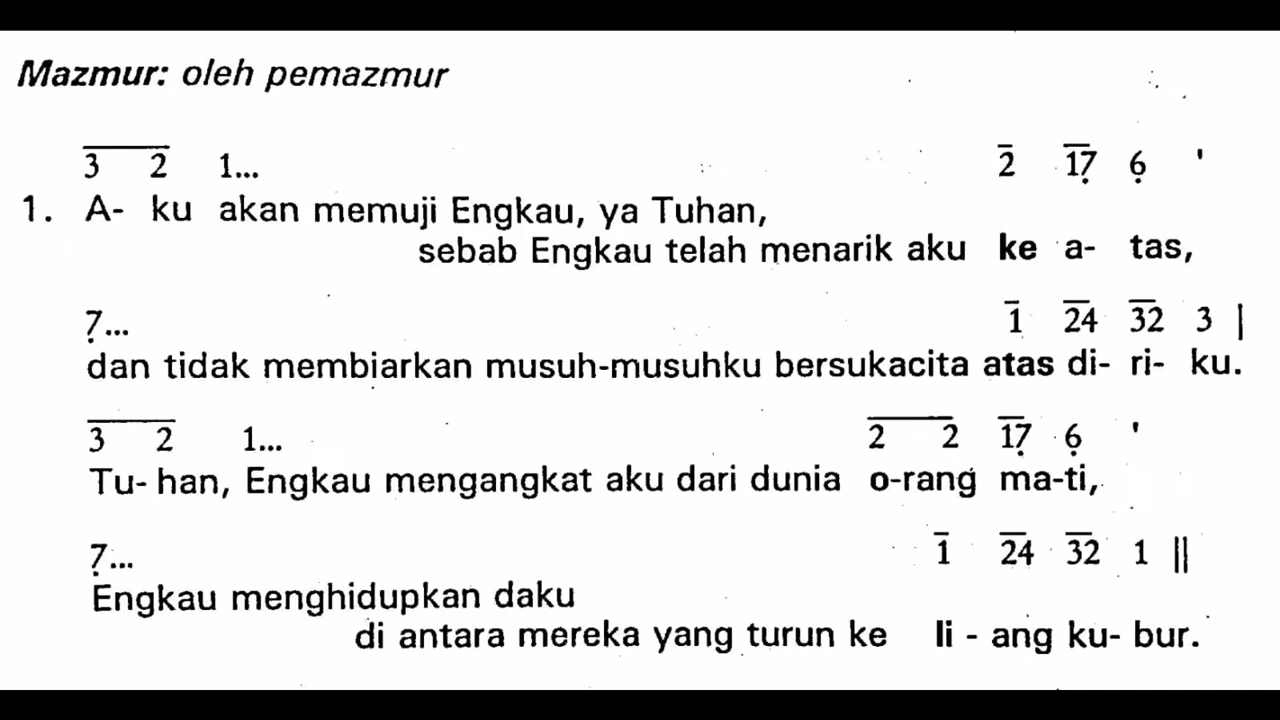 Mazmur: oleh pemazmur
3 2 1... 2 17̣ 6̣ '
1. A- ku akan memuji Engkau, ya Tuhan,
sebab Engkau telah menarik aku ke a- tas,
7̣... 1 24 32 3 |
dan tidak membiarkan musuh-musuhku bersukacita atas di- ri- ku.
3 2 1... 2 2 17̣ 6̣ '
Tu- han, Engkau mengangkat aku dari dunia o-rang ma-ti,
7̣... 1 24 32 1 ||
Engkau menghidupkan daku
di antara mereka yang turun ke li - ang ku- bur.